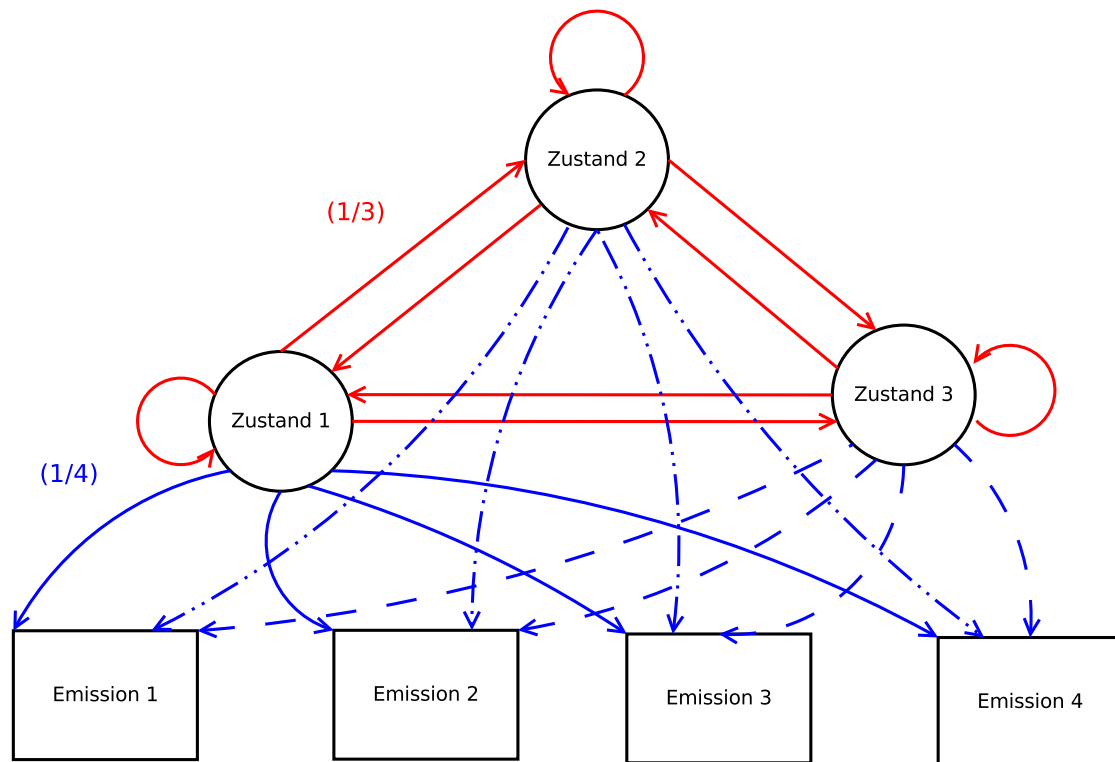 Zustand 2
(1/3)
Zustand 3
Zustand 1
(1/4)
Emission 1
Emission 2
Emission 3
Emission 4